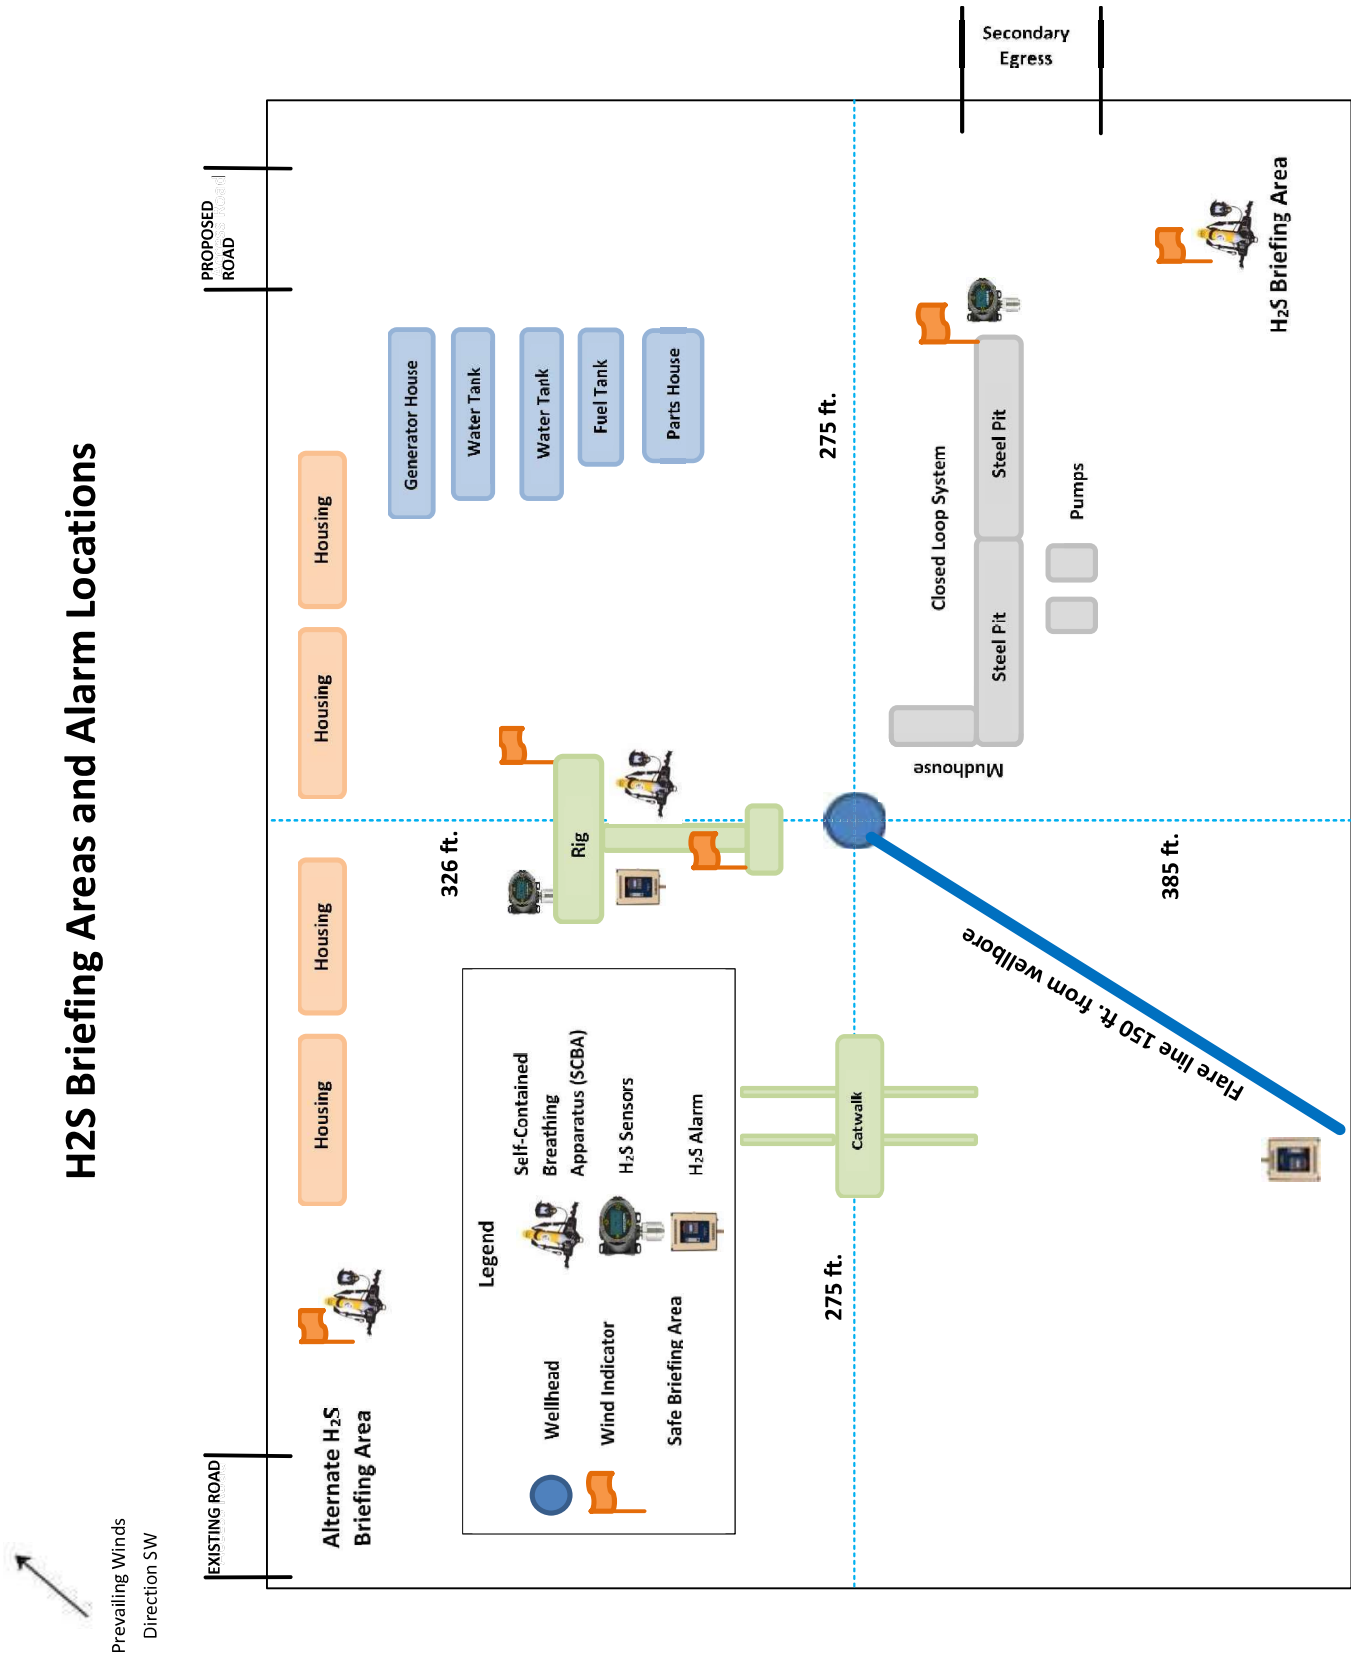 H2S Briefing Areas and Alarm Locations
Prevailing Winds
Direction SW
EXISTING ROAD
PROPOSED
ROAD
Secondary
Egress
Alternate H₂S
Briefing Area
Housing
Housing
Housing
Housing
Generator House
Water Tank
Water Tank
Fuel Tank
Parts House
326 ft.
Rig
Legend
Wellhead
Wind Indicator
Safe Briefing Area
Self-Contained
Breathing
Apparatus (SCBA)
H₂S Sensors
H₂S Alarm
275 ft.
275 ft.
Catwalk
Mudhouse
Closed Loop System
Steel Pit
Steel Pit
Pumps
385 ft.
Flare line 150 ft. from wellbore
H₂S Briefing Area